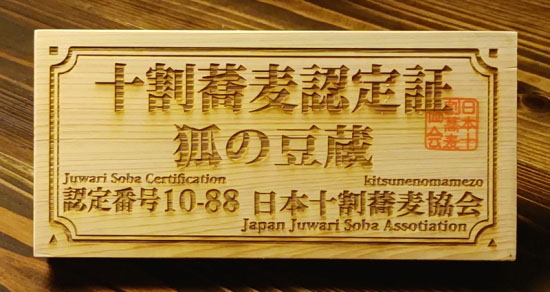 十割蕎麦認定証
狐の豆蔵
Juwari Soba Certification
kitsunenomamezo
認定番号10-88 日本十割蕎麦協会
Japan Juwari Soba Assotiation